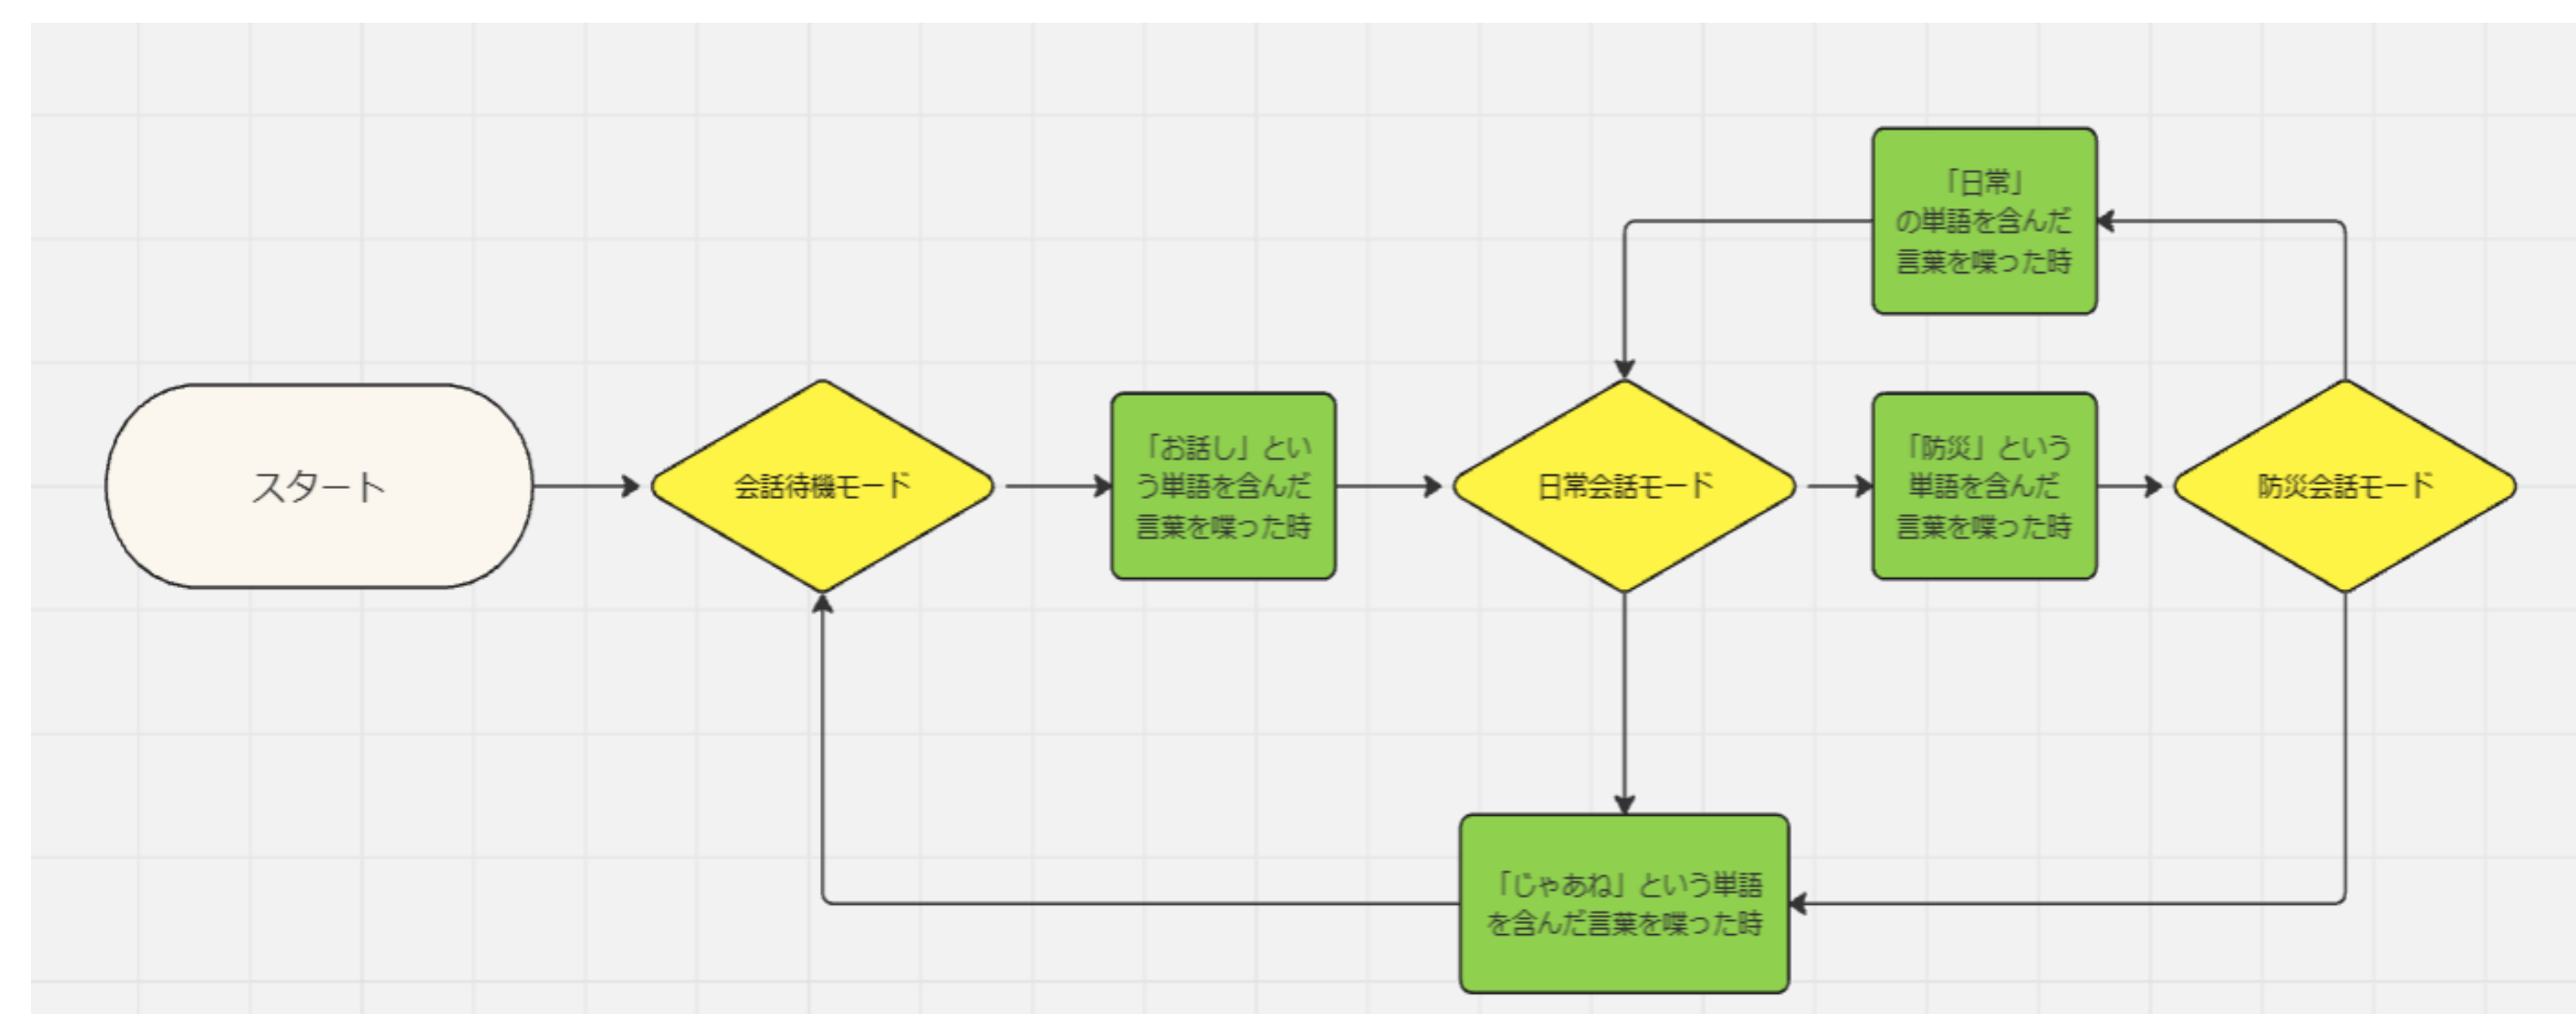 「日常」
の単語を含んだ
言葉を喋った時
スタート
会話待機モード
「お話し」とい
う単語を含んだ
言葉を喋った時
日常会話モード
「防災」という
単語を含んだ
言葉を喋った時
防災会話モード
「じゃあね」という単語
を含んだ言葉を喋った時